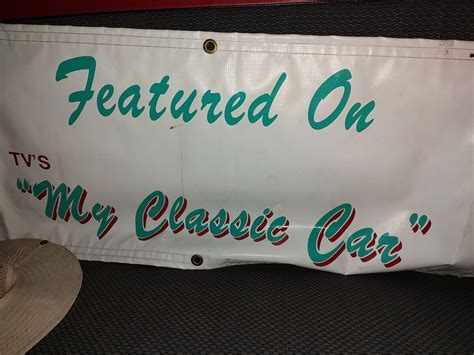 Featured On
TV'S
"My Classic Car"